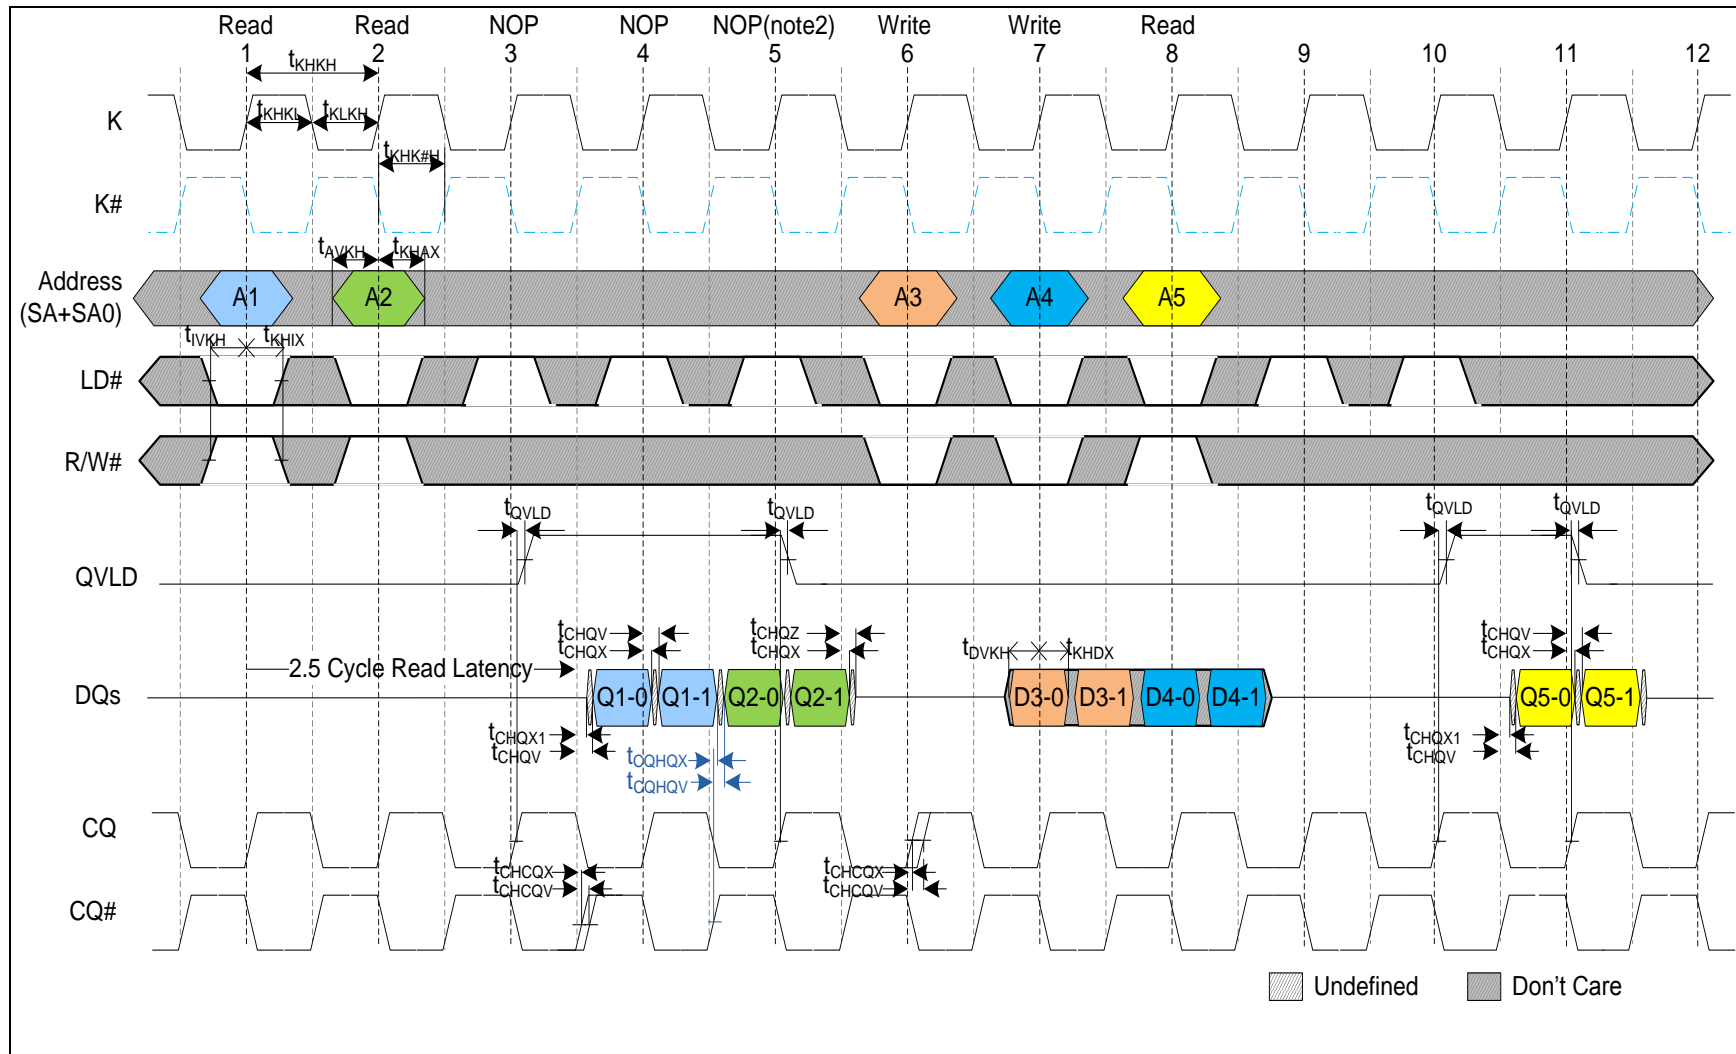 Read Read NOP NOP NOP(note2) Write Write Read
1 2 3 4 5 6 7 8 9 10 11 12
tKHKH
K
tKHKL tKLKH
tKHK#H
K#
tAVKH tKHAX
Address
(SA+SA0)
A1 A2 A3 A4 A5
tIVKH tKHIX
LD#
R/W#
tQVLD tQVLD tQVLD tQVLD
QVLD
tCHQV tCHQZ tCHQV
tCHQX tCHQX tDVKH tKHDX tCHQX
2.5 Cycle Read Latency
DQs
Q1-0 Q1-1 Q2-0 Q2-1 D3-0 D3-1 D4-0 D4-1 Q5-0 Q5-1
tCHQX1 tCHQX1
tCHQV tCHQV
tCQHQX
tCQHQV
CQ
tCHCQX tCHCQX
tCHCQV tCHCQV
CQ#
Undefined Don't Care